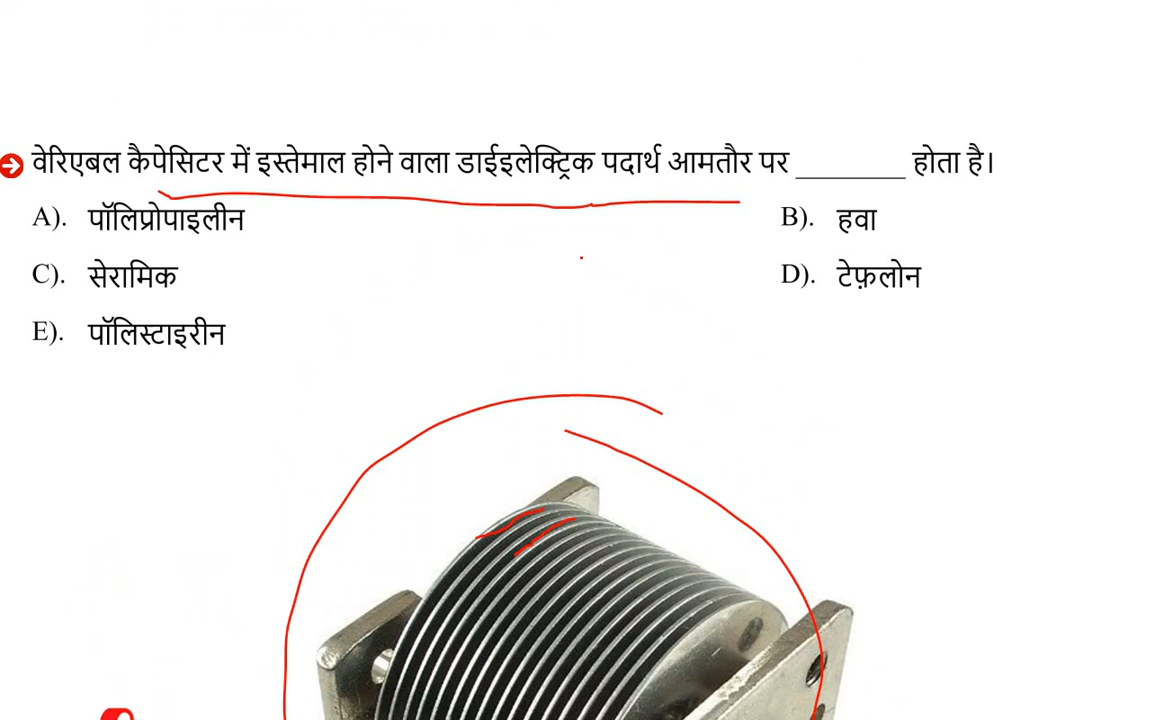 वेरिएबल कैपेसिटर में इस्तेमाल होने वाला डाईइलेक्ट्रिक पदार्थ आमतौर पर ________ होता है।
A). पॉलिप्रोपाइलीन B). हवा
C). सेरामिक D). टेफ़लोन
E). पॉलिस्टाइरीन